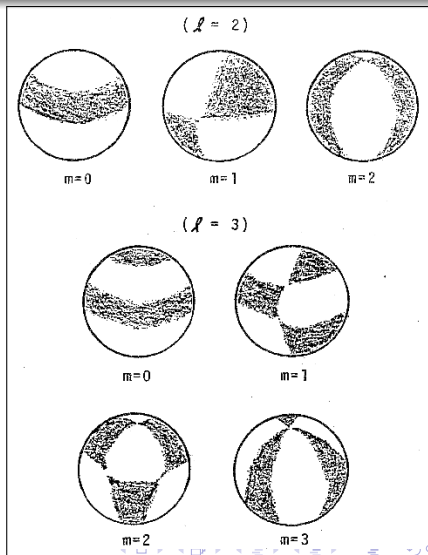 (ℓ = 2)
m=0 m=1 m=2
(ℓ = 3)
m=0 m=1
m=2 m=3